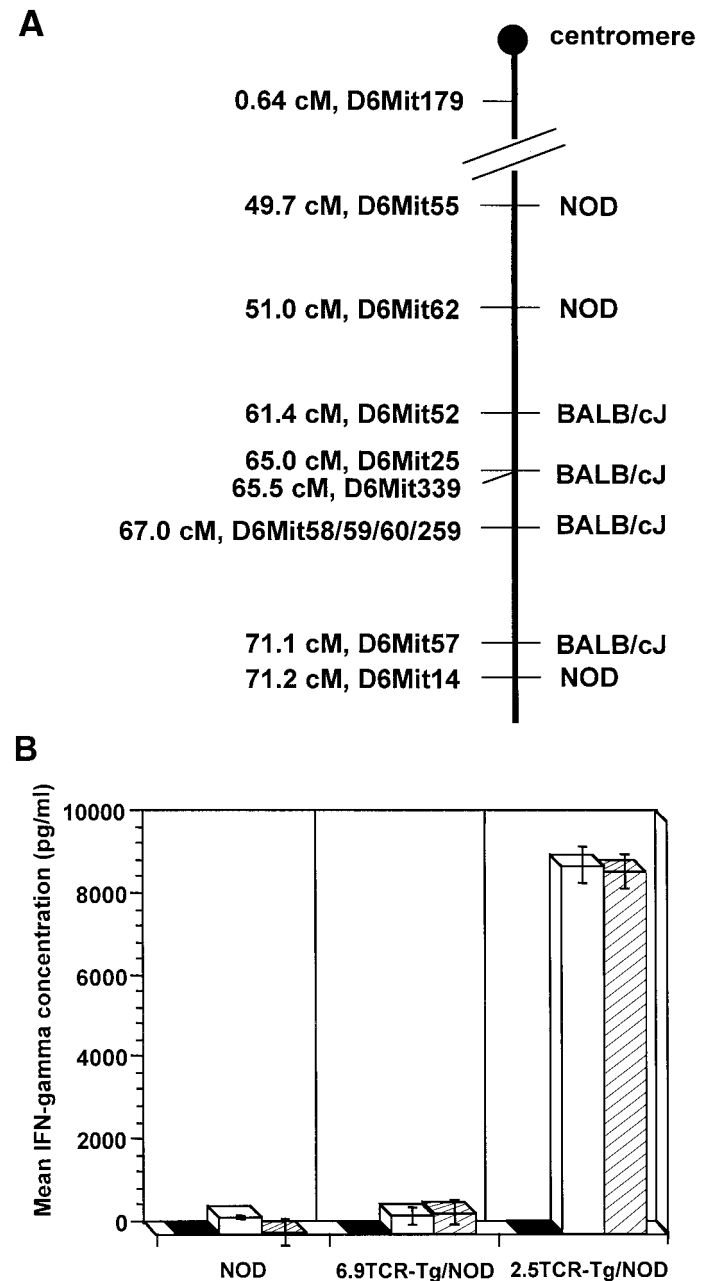 A
centromere
0.64 cM, D6Mit179
49.7 cM, D6Mit55 NOD
51.0 cM, D6Mit62 NOD
61.4 cM, D6Mit52 BALB/cJ
65.0 cM, D6Mit25
65.5 cM, D6Mit339 BALB/cJ
67.0 cM, D6Mit58/59/60/259 BALB/cJ
71.1 cM, D6Mit57 BALB/cJ
71.2 cM, D6Mit14 NOD
B
Mean IFN-gamma concentration (pg/ml)
10000
8000
6000
4000
2000
0
NOD 6.9TCR-Tg/NOD 2.5TCR-Tg/NOD